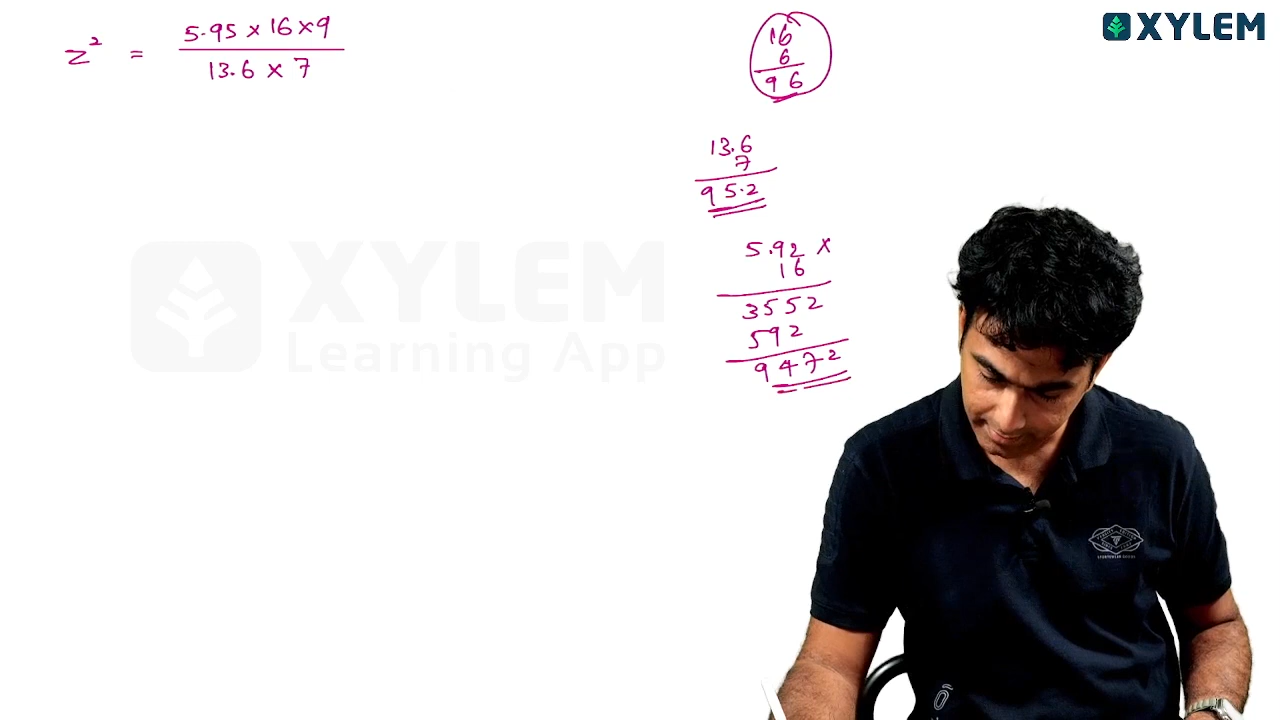 z² = 5.95 × 16 × 9
13.6 × 7
16
6
96
13.6
7
95.2
5.92 ×
16
3552
592
9472
XYLEM
XYLEM
Learning App